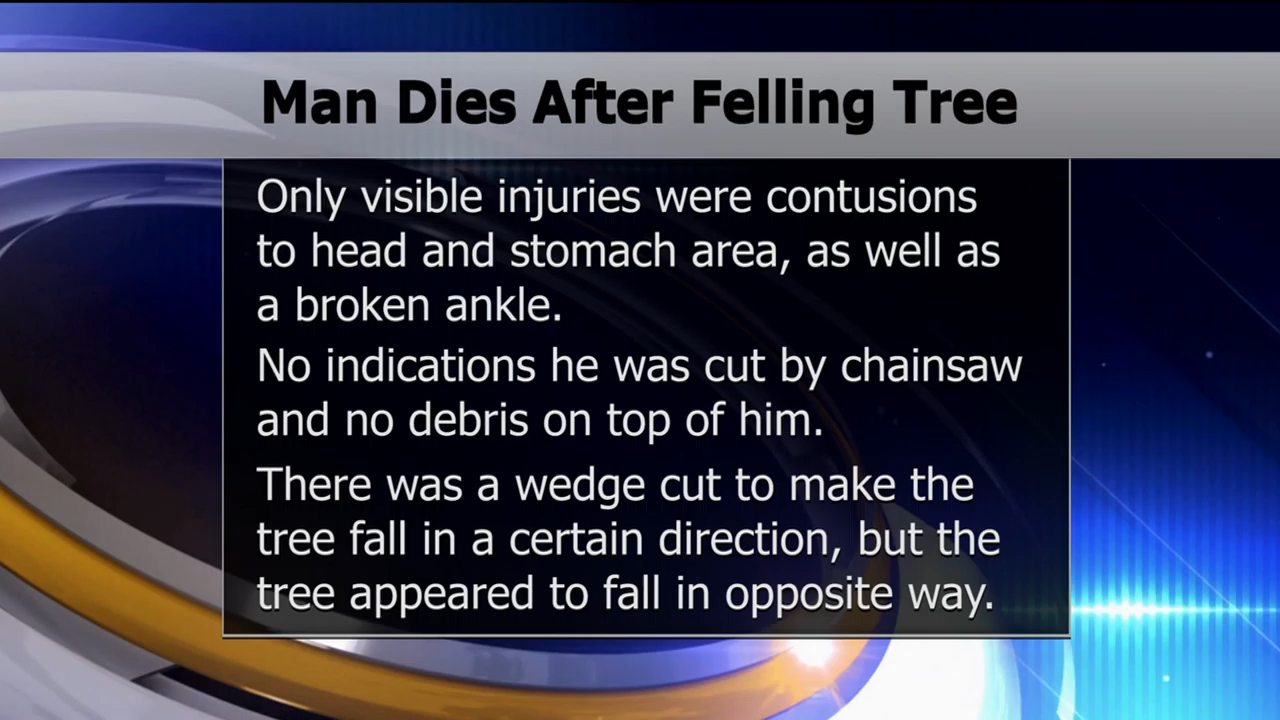 Man Dies After Felling Tree
Only visible injuries were contusions
to head and stomach area, as well as
a broken ankle.
No indications he was cut by chainsaw
and no debris on top of him.
There was a wedge cut to make the
tree fall in a certain direction, but the
tree appeared to fall in opposite way.